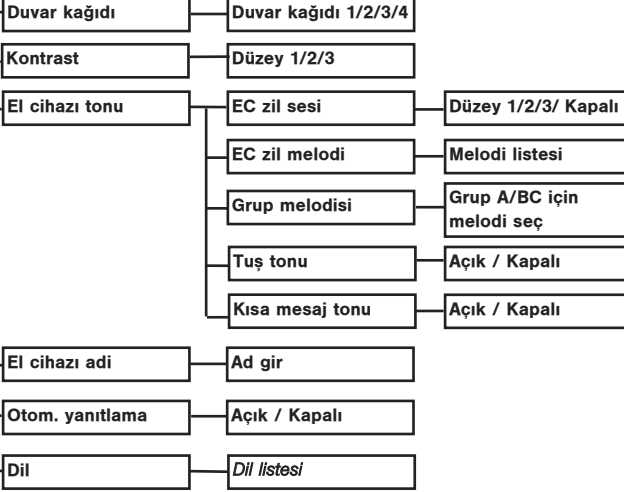 Duvar kağıdı
Duvar kağıdı 1/2/3/4
Kontrast
Düzey 1/2/3
El cihazı tonu
EC zil sesi
Düzey 1/2/3/ Kapalı
EC zil melodi
Melodi listesi
Grup melodisi
Grup A/BC için
melodi seç
Tuş tonu
Açık / Kapalı
Kısa mesaj tonu
Açık / Kapalı
El cihazı adi
Ad gir
Otom. yanıtlama
Açık / Kapalı
Dil
Dil listesi